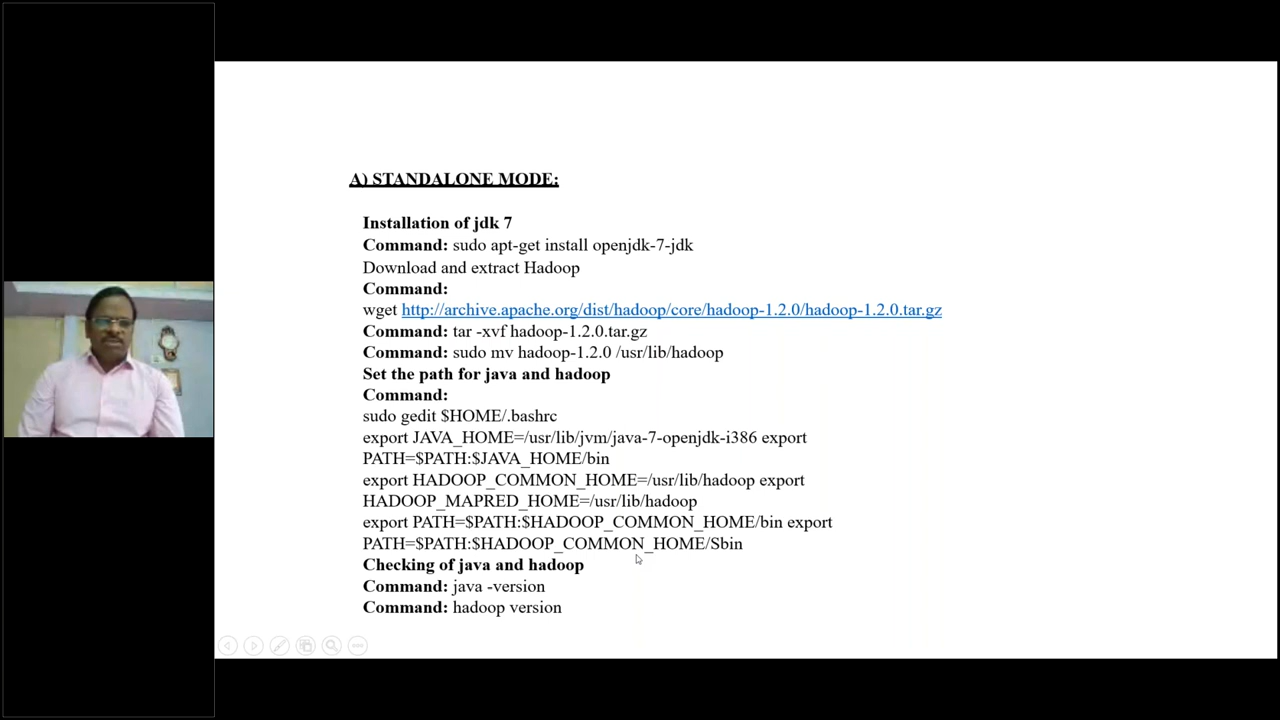 A) STANDALONE MODE:
Installation of jdk 7
Command: sudo apt-get install openjdk-7-jdk
Download and extract Hadoop
Command:
wget http://archive.apache.org/dist/hadoop/core/hadoop-1.2.0/hadoop-1.2.0.tar.gz
Command: tar -xvf hadoop-1.2.0.tar.gz
Command: sudo mv hadoop-1.2.0 /usr/lib/hadoop
Set the path for java and hadoop
Command:
sudo gedit $HOME/.bashrc
export JAVA_HOME=/usr/lib/jvm/java-7-openjdk-i386 export
PATH=$PATH:$JAVA_HOME/bin
export HADOOP_COMMON_HOME=/usr/lib/hadoop export
HADOOP_MAPRED_HOME=/usr/lib/hadoop
export PATH=$PATH:$HADOOP_COMMON_HOME/bin export
PATH=$PATH:$HADOOP_COMMON_HOME/Sbin
Checking of java and hadoop
Command: java -version
Command: hadoop version